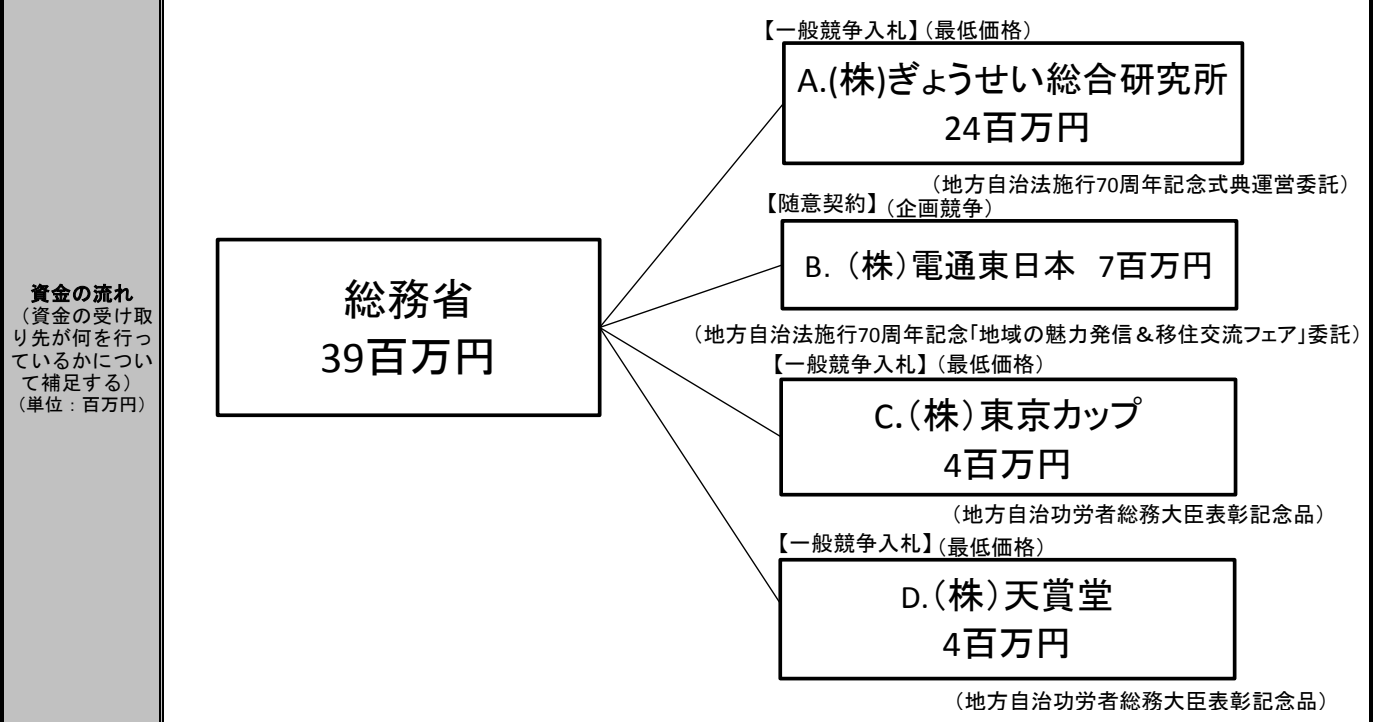 資金の流れ
（資金の受け取
り先が何を行っ
ているかについ
て補足する）
（単位：百万円）
総務省
39百万円
【一般競争入札】（最低価格）
A.(株)ぎょうせい総合研究所
24百万円
（地方自治法施行70周年記念式典運営委託）
【随意契約】（企画競争）
B.（株）電通東日本 7百万円
（地方自治法施行70周年記念「地域の魅力発信＆移住交流フェア」委託）
【一般競争入札】（最低価格）
C.（株）東京カップ
4百万円
（地方自治功労者総務大臣表彰記念品）
【一般競争入札】（最低価格）
D.（株）天賞堂
4百万円
（地方自治功労者総務大臣表彰記念品）